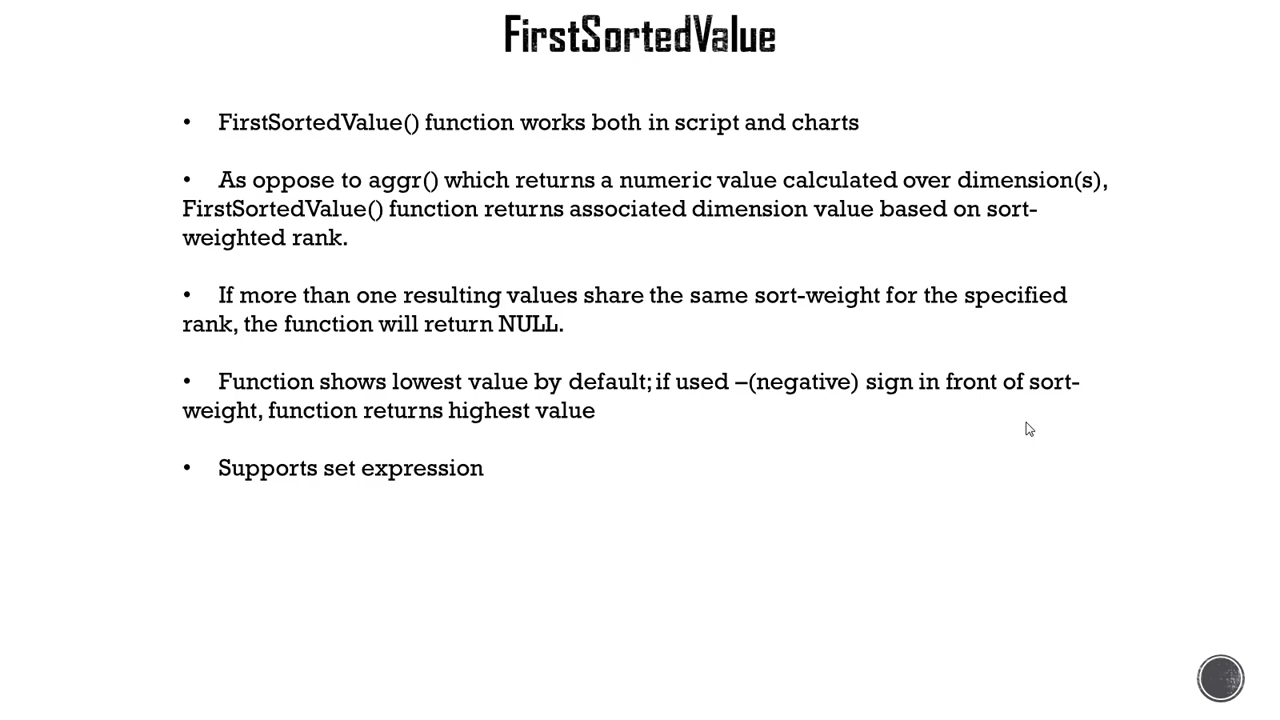 FirstSortedValue
• FirstSortedValue() function works both in script and charts
• As oppose to aggr() which returns a numeric value calculated over dimension(s),
FirstSortedValue() function returns associated dimension value based on sort-
weighted rank.
• If more than one resulting values share the same sort-weight for the specified
rank, the function will return NULL.
• Function shows lowest value by default; if used –(negative) sign in front of sort-
weight, function returns highest value
• Supports set expression